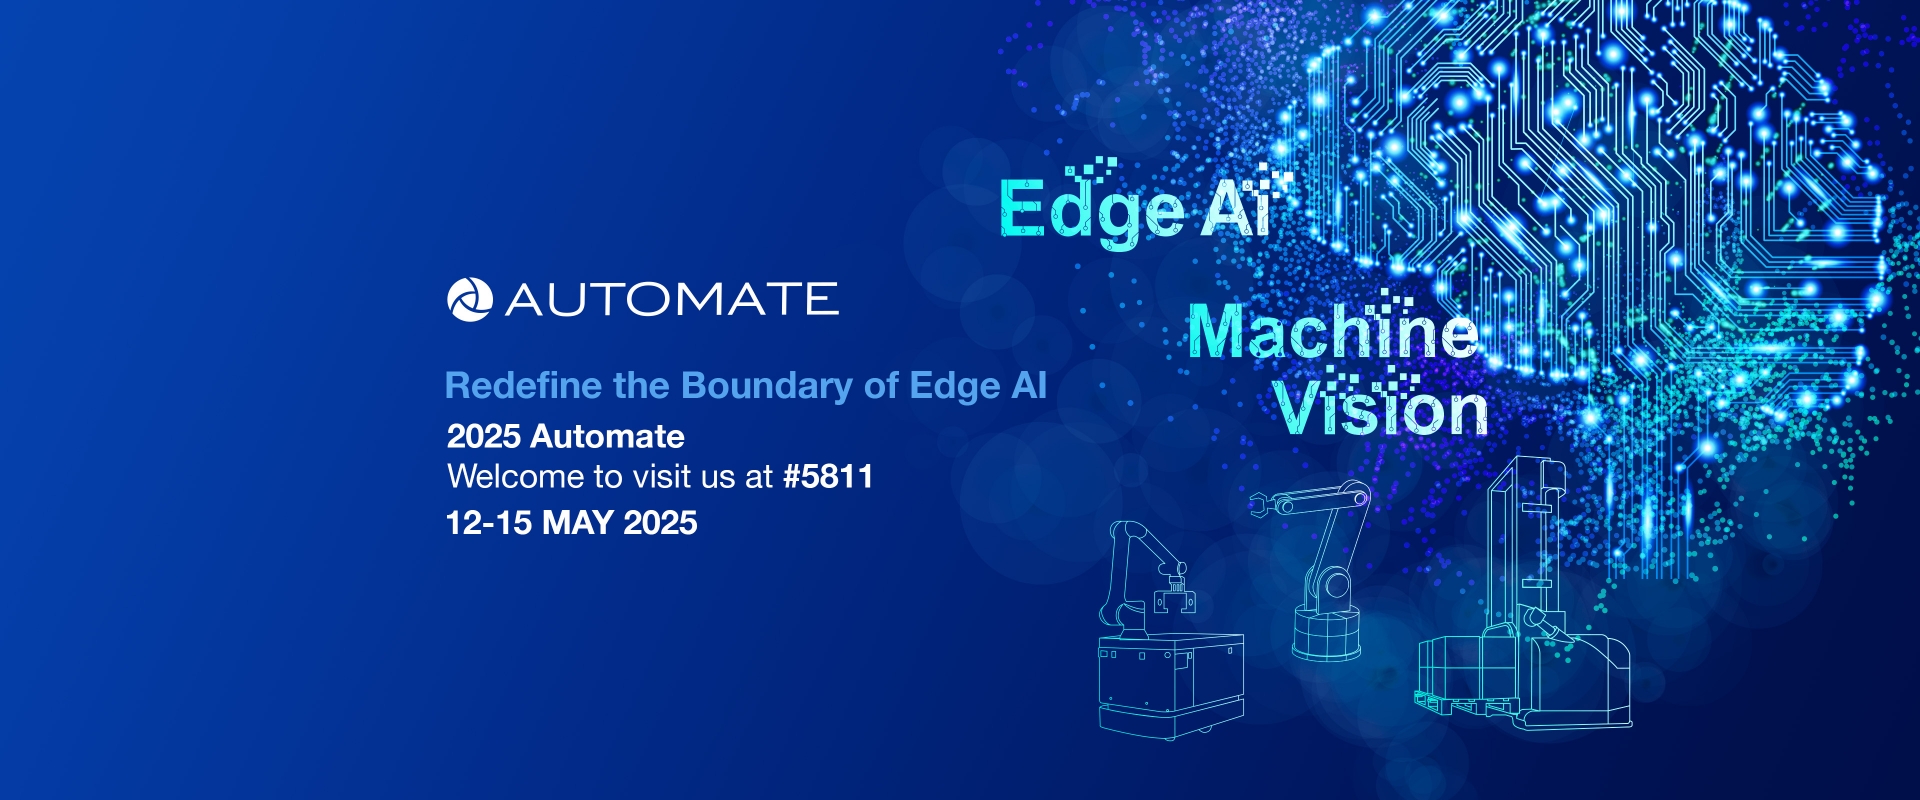 AUTOMATE
Redefine the Boundary of Edge AI
2025 Automate
Welcome to visit us at #5811
12-15 MAY 2025
Edge Ai
Machine
Vision